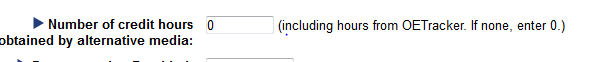 Number of credit hours 0 (including hours from OETracker. If none, enter 0.)
obtained by alternative media: